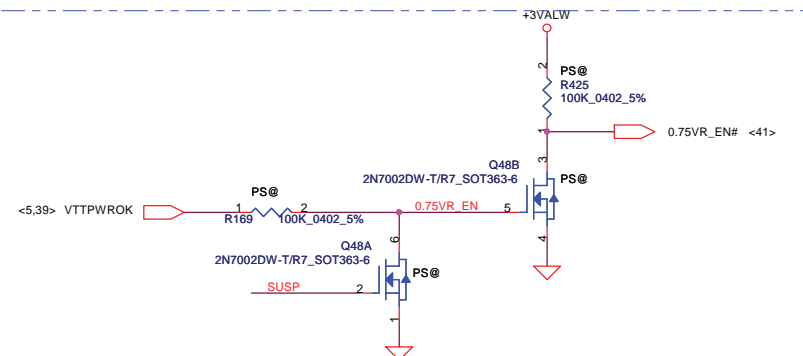 +3VALW
2
PS@
R425
100K_0402_5%
1
0.75VR_EN# <41>
3
Q48B
2N7002DW-T/R7_SOT363-6
PS@
PS@
<5,39> VTTPWROK
1
2
R169
100K_0402_5%
0.75VR_EN
5
4
6
Q48A
2N7002DW-T/R7_SOT363-6
PS@
SUSP
2
1